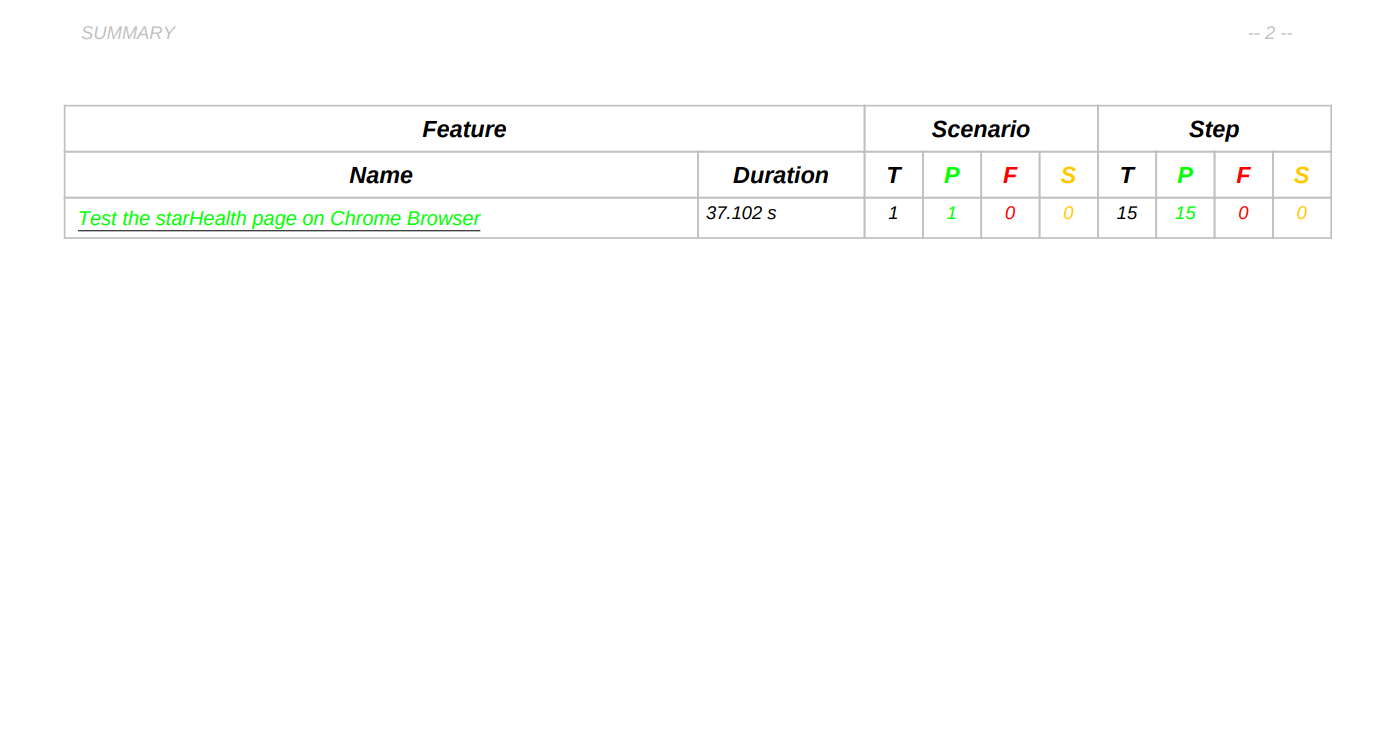 SUMMARY -- 2 --
Feature Scenario Step
Name Duration T P F S T P F S
Test the starHealth page on Chrome Browser 37.102 s 1 1 0 0 15 15 0 0